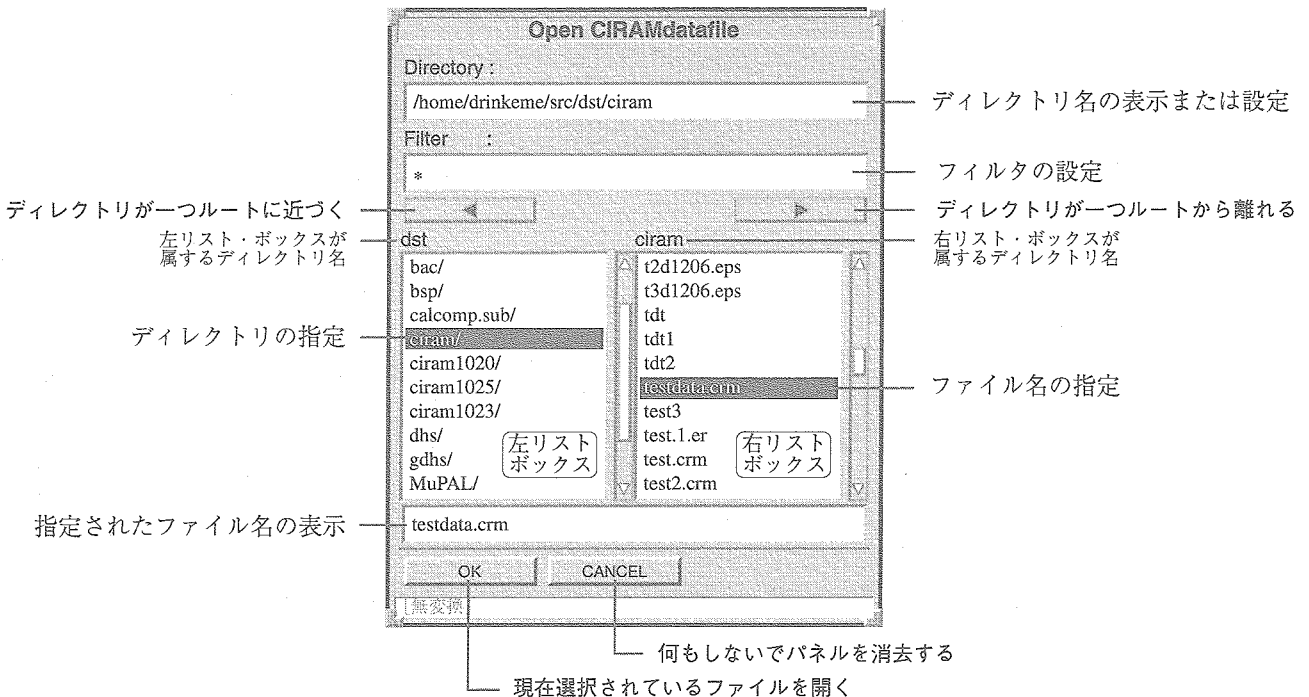 Open CIRAMdatafile
Directory :
/home/drinkeme/src/dst/ciram
ディレクトリ名の表示または設定
Filter :
*
フィルタの設定
ディレクトリが一つルートに近づく
◀
▶
ディレクトリが一つルートから離れる
左リスト・ボックスが
属するディレクトリ名
dst
ciram
右リスト・ボックスが
属するディレクトリ名
bac/
bsp/
calcomp.sub/
ciram/
ciram1020/
ciram1025/
ciram1023/
dhs/
gdhs/
MuPAL/
左リスト
ボックス
ディレクトリの指定
t2d1206.eps
t3d1206.eps
tdt
tdt1
tdt2
testdata.crm
test3
test.1.er
test.crm
test2.crm
右リスト
ボックス
ファイル名の指定
指定されたファイル名の表示
testdata.crm
OK
CANCEL
[無変換
何もしないでパネルを消去する
現在選択されているファイルを開く